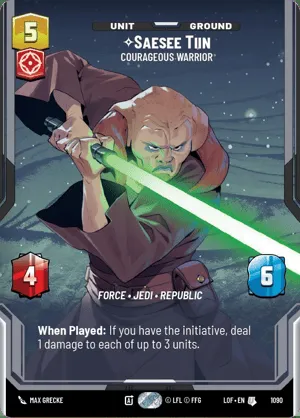 5
UNIT
GROUND
✧SAESEE TIIN
COURAGEOUS WARRIOR
4
6
FORCE • JEDI • REPUBLIC
When Played: If you have the initiative, deal
1 damage to each of up to 3 units.
MAX GRECKE
© LFL © FFG
LOF • EN
1090